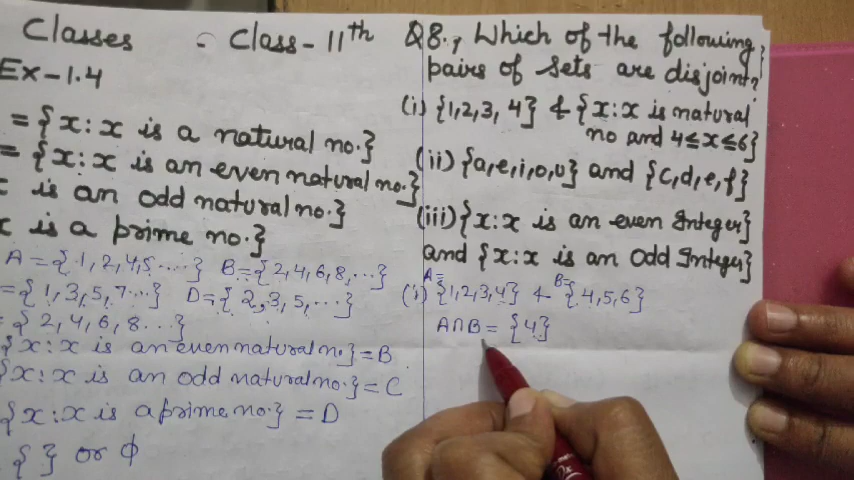 Classes - Class-11th
Ex-1.4
= {x:x is a natural no.}
= {x:x is an even natural no.}
is an odd natural no.}
x is a prime no.}
A={1,2,4,5.....} B={2,4,6,8,...}
={1,3,5,7...} D={2,3,5,...}
{2,4,6,8...}
{x:x is an even natural no.}=B
{x:x is an odd natural no.}=C
{x:x is a prime no.} = D
{ } or ϕ
Q8., Which of the following,
pairs of sets are disjoint?
(i) {1,2,3,4} & {x:x is natural
no and 4≤x≤6}
(ii) {a,e,i,o,u} and {c,d,e,f}
(iii) {x:x is an even Integer}
and {x:x is an odd Integer}
A= B=
(i) {1,2,3,4} & {4,5,6}
A∩B= {4}